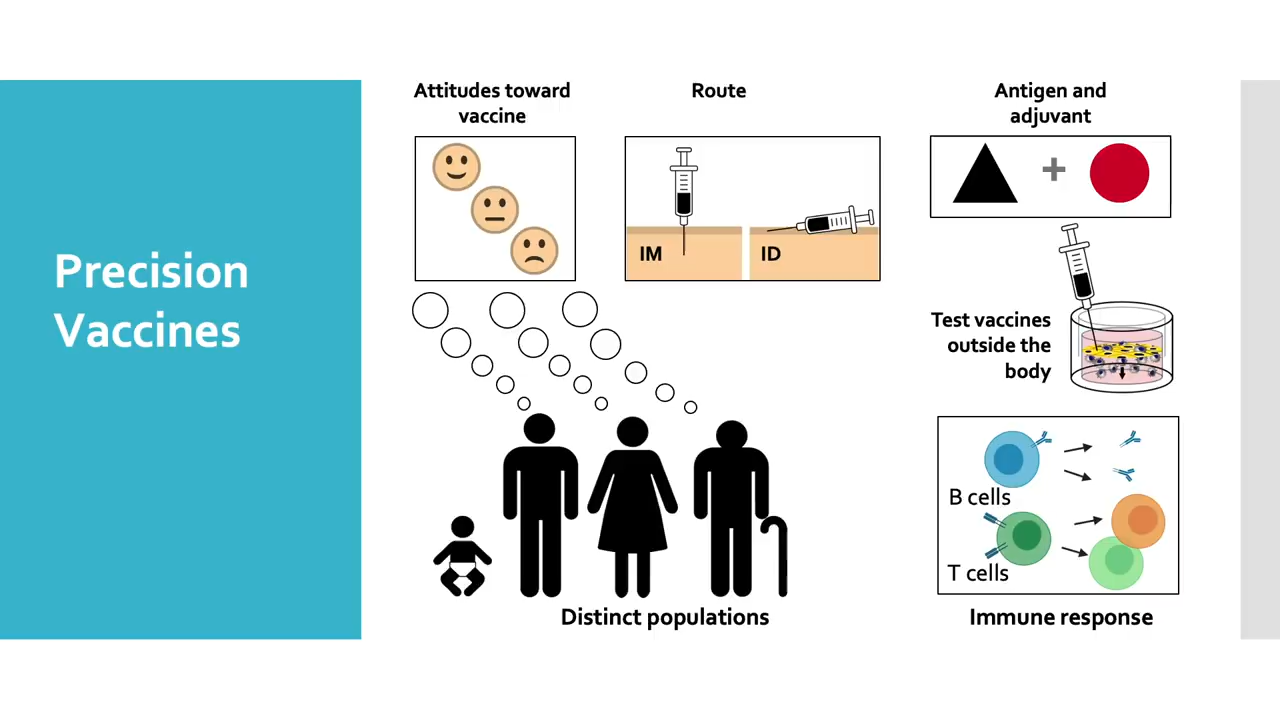 Precision
Vaccines
Attitudes toward
vaccine
Route
IM
ID
Antigen and
adjuvant
+
Test vaccines
outside the
body
B cells
T cells
Distinct populations
Immune response